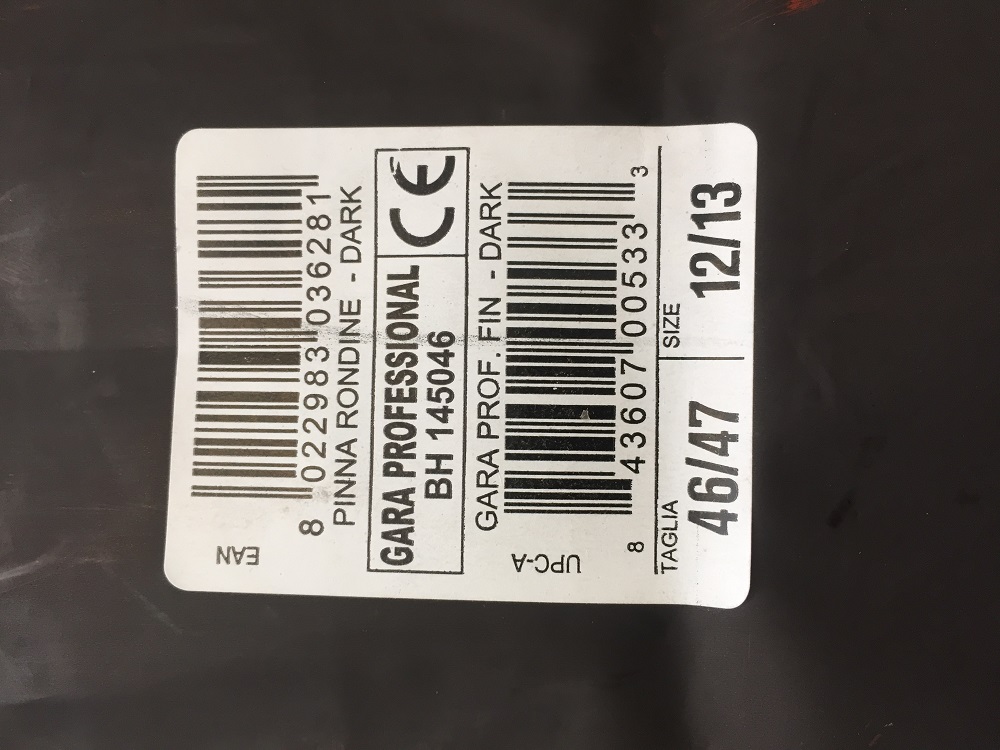 EAN
8 022983 036281
PINNA RONDINE - DARK
GARA PROFESSIONAL
BH 145046
CE
GARA PROF. FIN - DARK
UPC-A
8 43607 00533 3
TAGLIA
46/47
SIZE
12/13